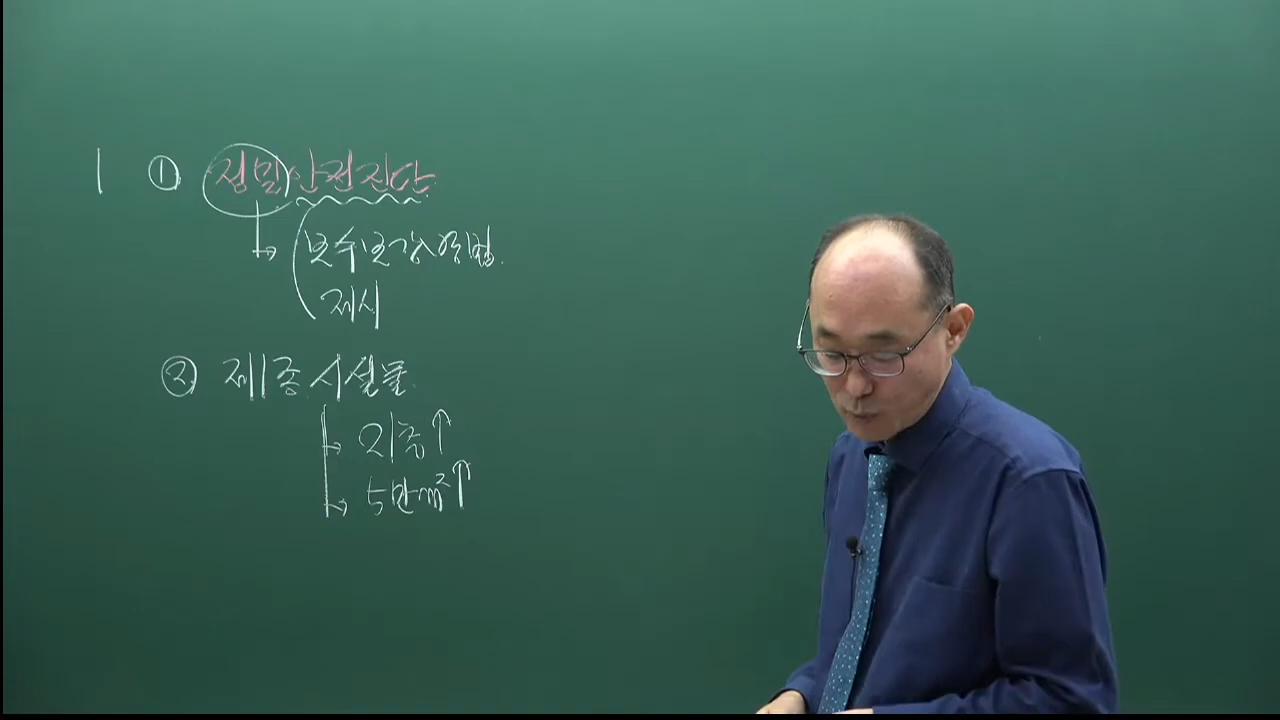 1 ① 정밀안전진단
보수·보강 방법
제시
② 제1종 시설물
21층↑
5만m²↑